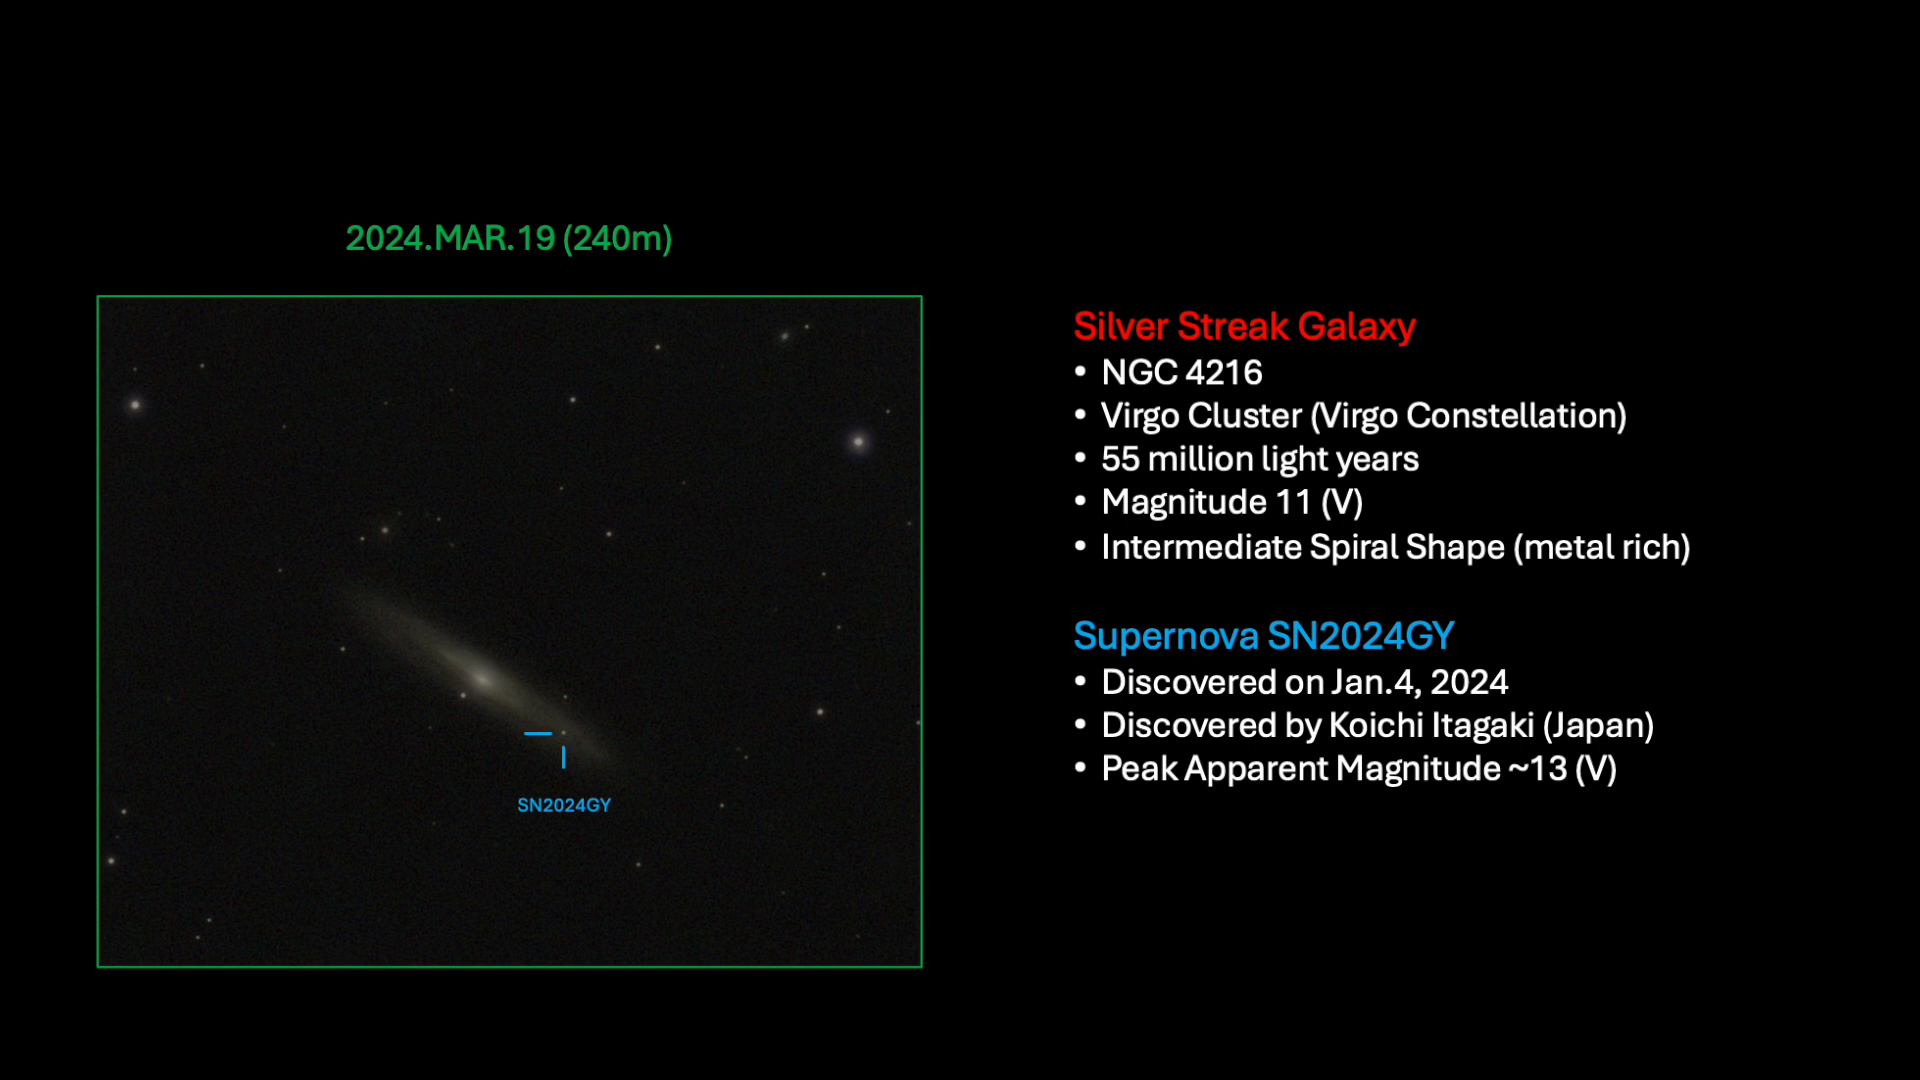 2024.MAR.19 (240m)
SN2024GY
Silver Streak Galaxy
• NGC 4216
• Virgo Cluster (Virgo Constellation)
• 55 million light years
• Magnitude 11 (V)
• Intermediate Spiral Shape (metal rich)
Supernova SN2024GY
• Discovered on Jan.4, 2024
• Discovered by Koichi Itagaki (Japan)
• Peak Apparent Magnitude ~13 (V)